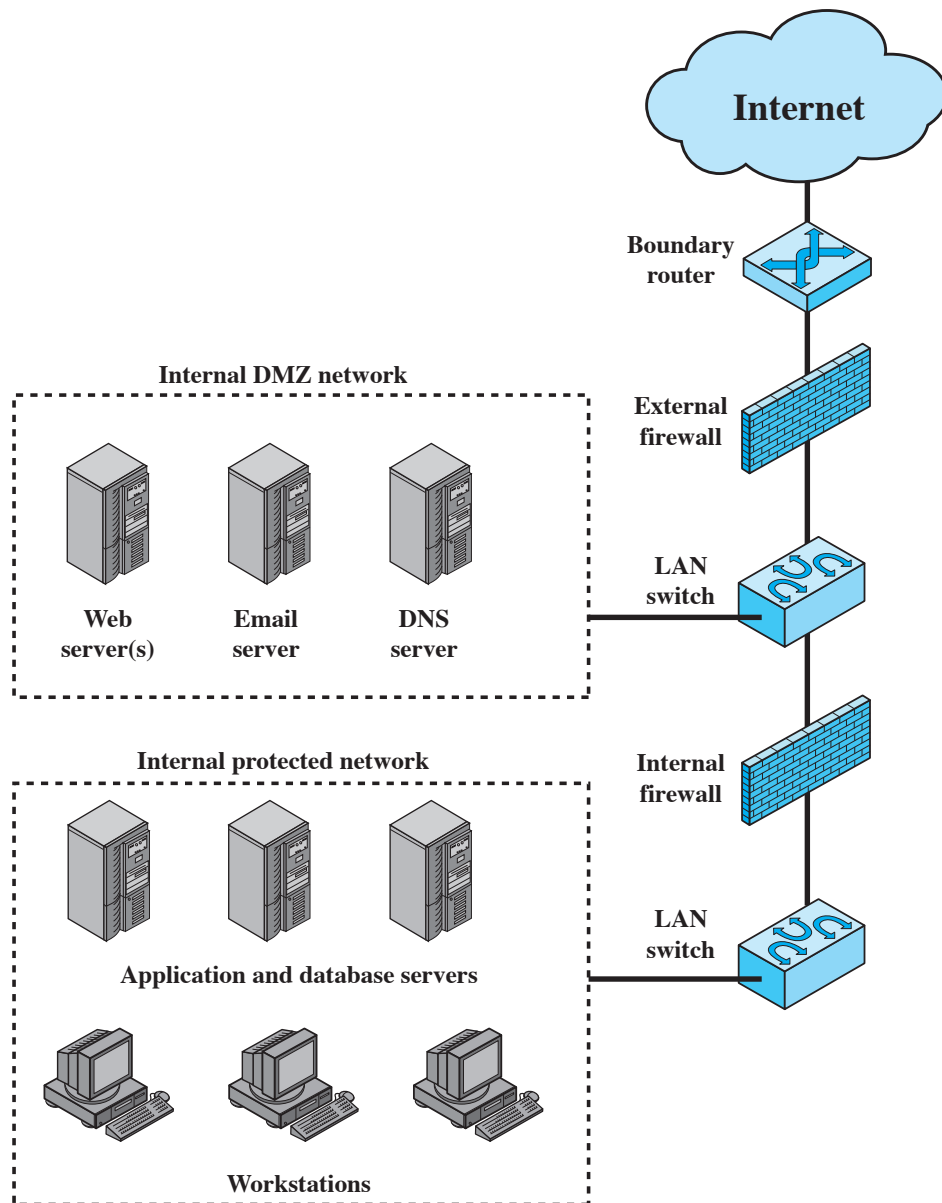 Internet
Boundary
router
Internal DMZ network
External
firewall
Web
server(s)
Email
server
DNS
server
LAN
switch
Internal protected network
Internal
firewall
Application and database servers
LAN
switch
Workstations